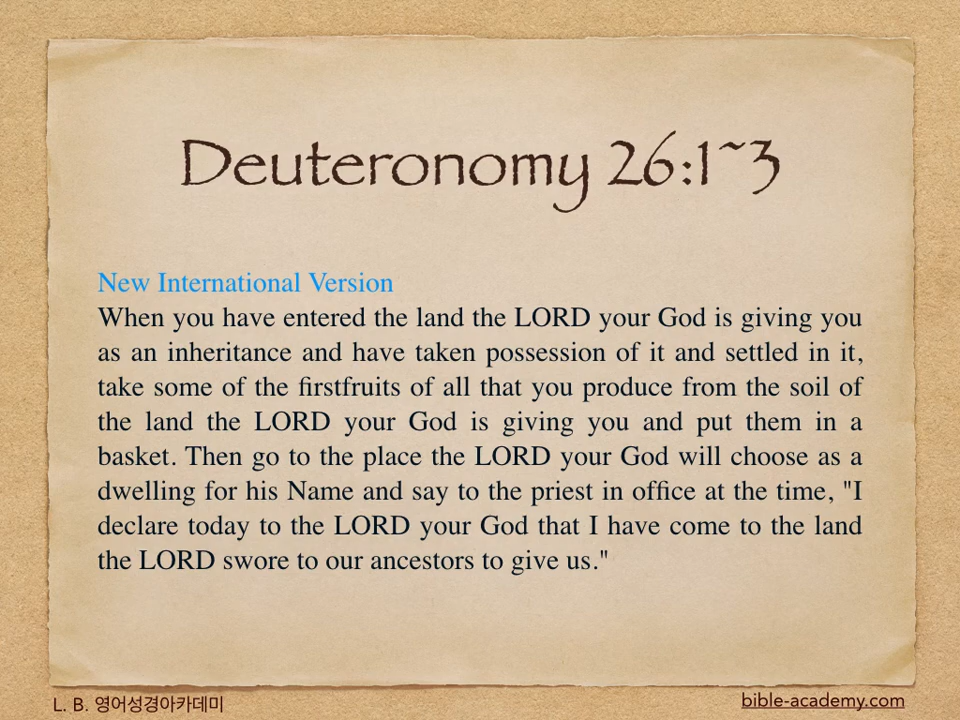 Deuteronomy 26:1~3
New International Version
When you have entered the land the LORD your God is giving you
as an inheritance and have taken possession of it and settled in it,
take some of the firstfruits of all that you produce from the soil of
the land the LORD your God is giving you and put them in a
basket. Then go to the place the LORD your God will choose as a
dwelling for his Name and say to the priest in office at the time, "I
declare today to the LORD your God that I have come to the land
the LORD swore to our ancestors to give us."
L. B. 영어성경아카데미
bible-academy.com